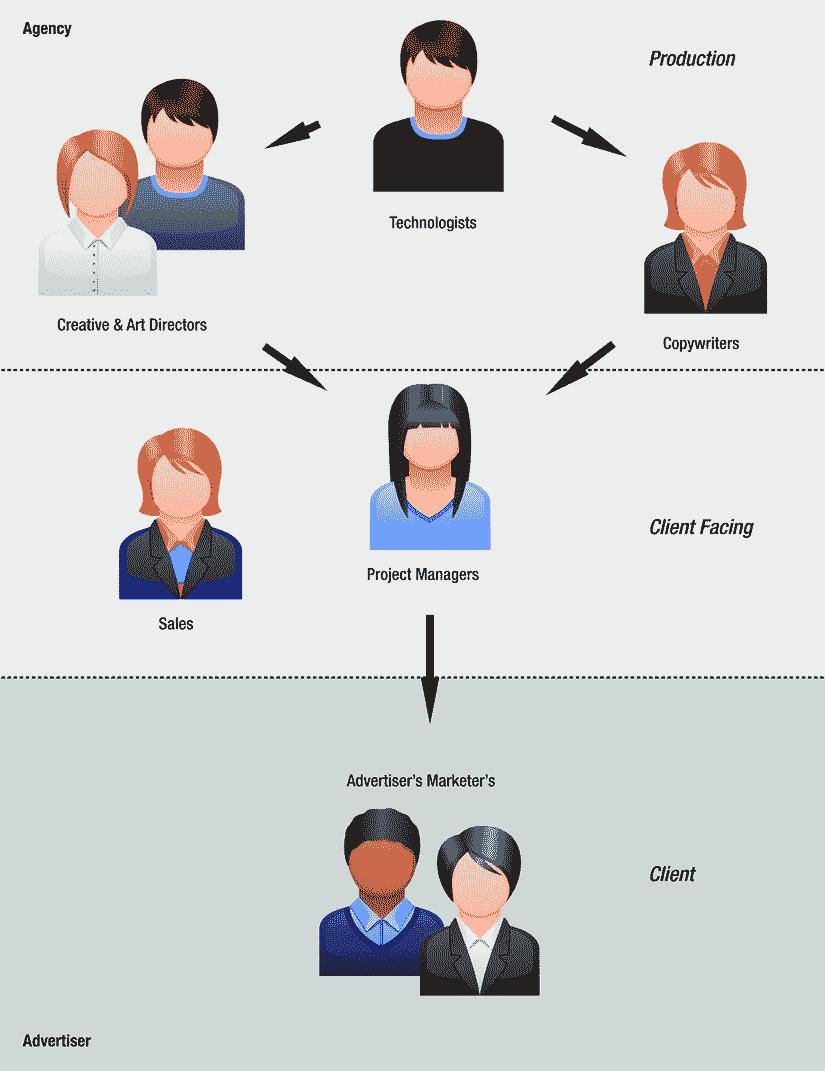 Agency
Production
Technologists
Creative & Art Directors
Copywriters
Client Facing
Project Managers
Sales
Advertiser's Marketer's
Client
Advertiser